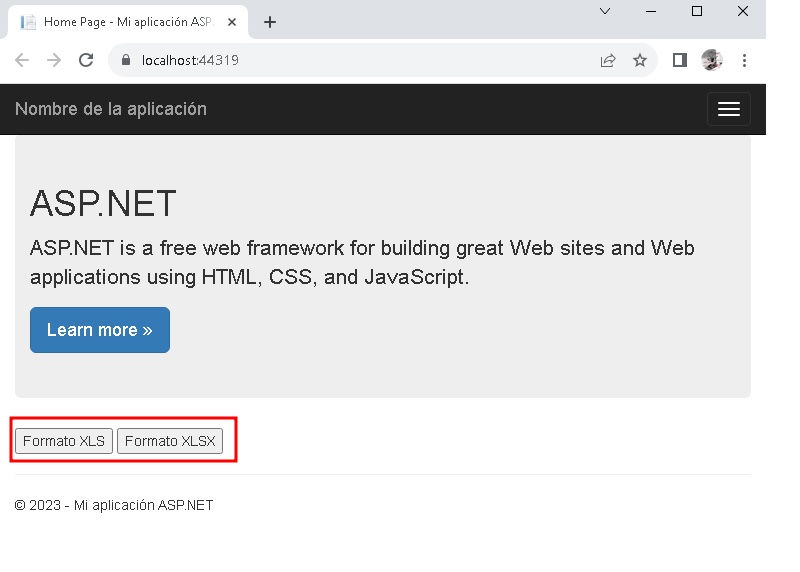 Home Page - Mi aplicación ASP.
localhost:44319
Nombre de la aplicación
ASP.NET
ASP.NET is a free web framework for building great Web sites and Web
applications using HTML, CSS, and JavaScript.
Learn more »
Formato XLS Formato XLSX
© 2023 - Mi aplicación ASP.NET